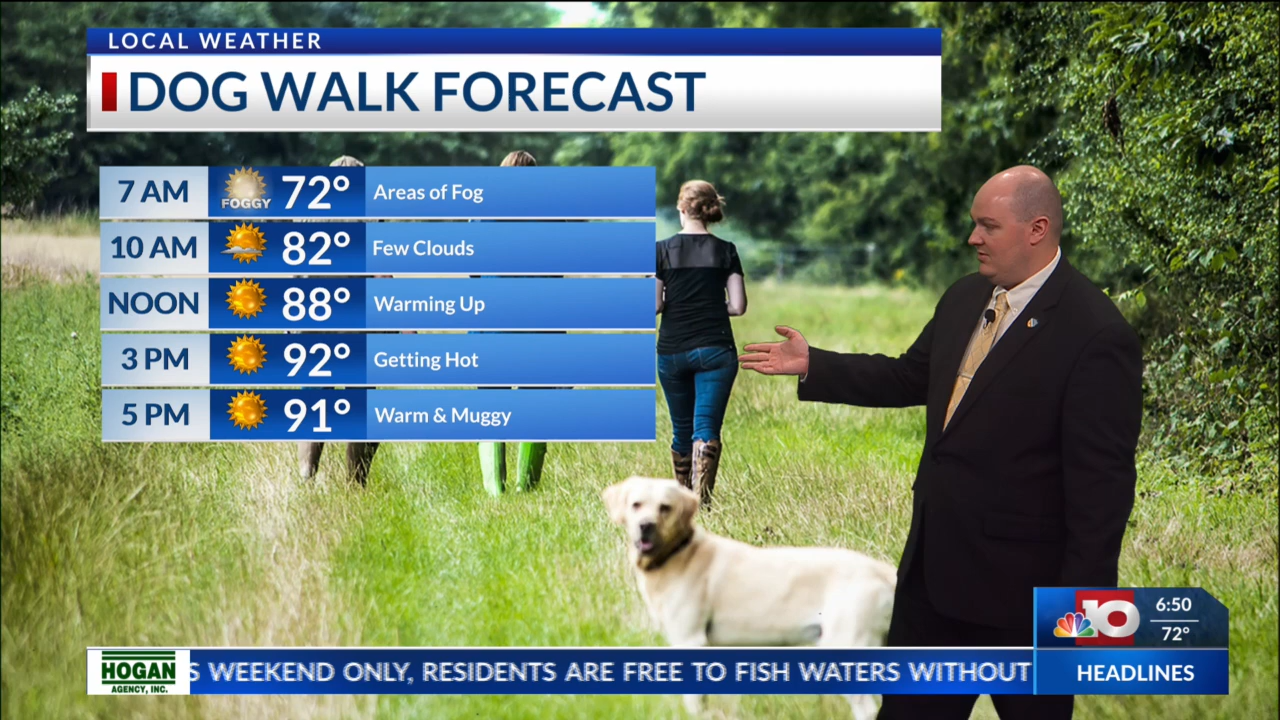 LOCAL WEATHER
DOG WALK FORECAST
7 AM FOGGY 72° Areas of Fog
10 AM 82° Few Clouds
NOON 88° Warming Up
3 PM 92° Getting Hot
5 PM 91° Warm & Muggy
10
6:50
72°
HOGAN
AGENCY, INC.
S WEEKEND ONLY, RESIDENTS ARE FREE TO FISH WATERS WITHOUT
HEADLINES